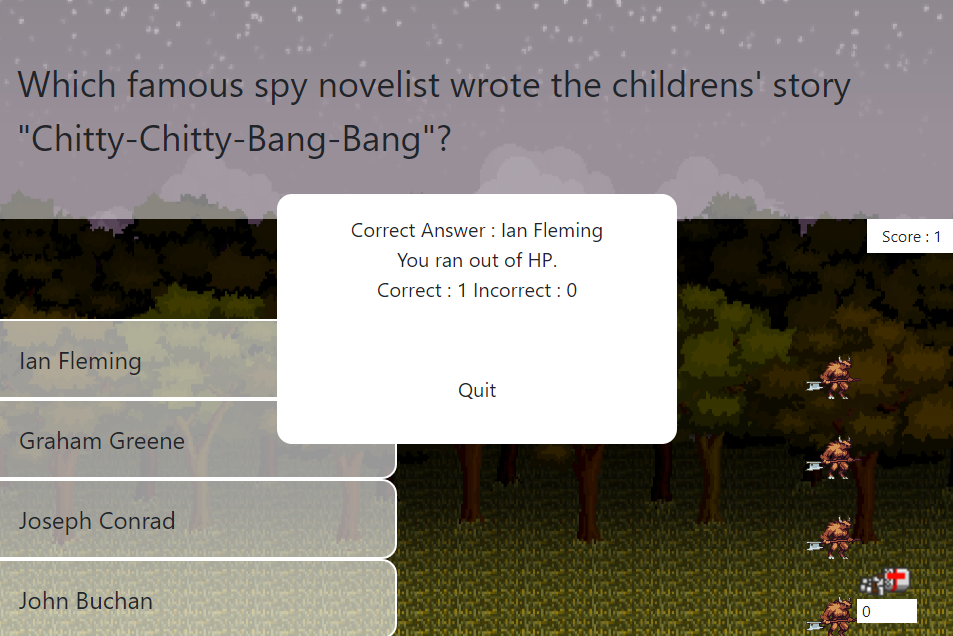 Which famous spy novelist wrote the childrens' story
"Chitty-Chitty-Bang-Bang"?
Correct Answer : Ian Fleming
You ran out of HP.
Correct : 1 Incorrect : 0
Quit
Score : 1
Ian Fleming
Graham Greene
Joseph Conrad
John Buchan
0